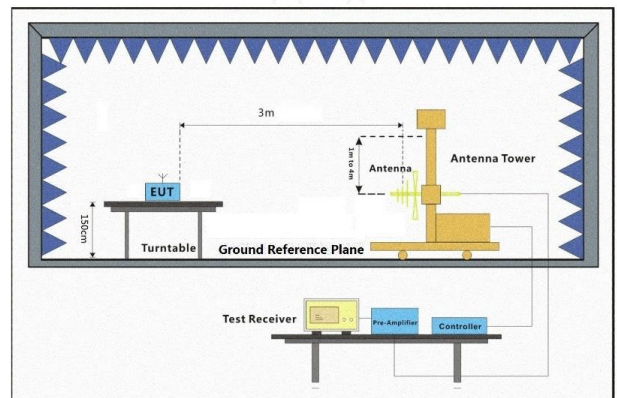 3m
1m to 4m
Antenna
Antenna Tower
EUT
150cm
Turntable
Ground Reference Plane
Test Receiver
Pre-Amplifier
Controller